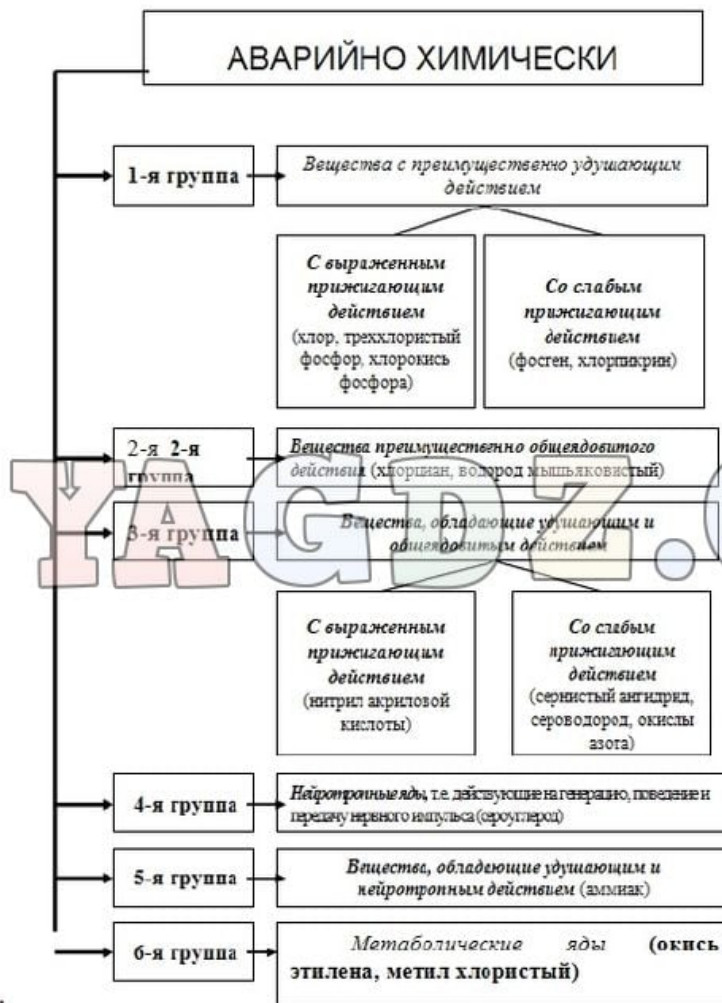 АВАРИЙНО ХИМИЧЕСКИ
1-я группа
Вещества с преимущественно удушающим
действием
С выраженным
прижигающим
действием
(хлор, треххлористый
фосфор, хлорокись
фосфора)
Со слабым
прижигающим
действием
(фосген, хлорпикрин)
2-я 2-я
группа
Вещества преимущественно общеядовитого
действия (хлорциан, водород мышьяковистый)
3-я группа
Вещества, обладающие удушающим и
общеядовитым действием
С выраженным
прижигающим
действием
(нитрил акриловой
кислоты)
Со слабым
прижигающим
действием
(сернистый ангидрид,
сероводород, окислы
азота)
4-я группа
Нейротропные яды, т.е. действующие на генерацию, поведение и
передачу нервного импульса (сероуглерод)
5-я группа
Вещества, обладающие удушающим и
нейротропным действием (аммиак)
6-я группа
Метаболические яды (окись
этилена, метил хлористый)
YAGDZ.